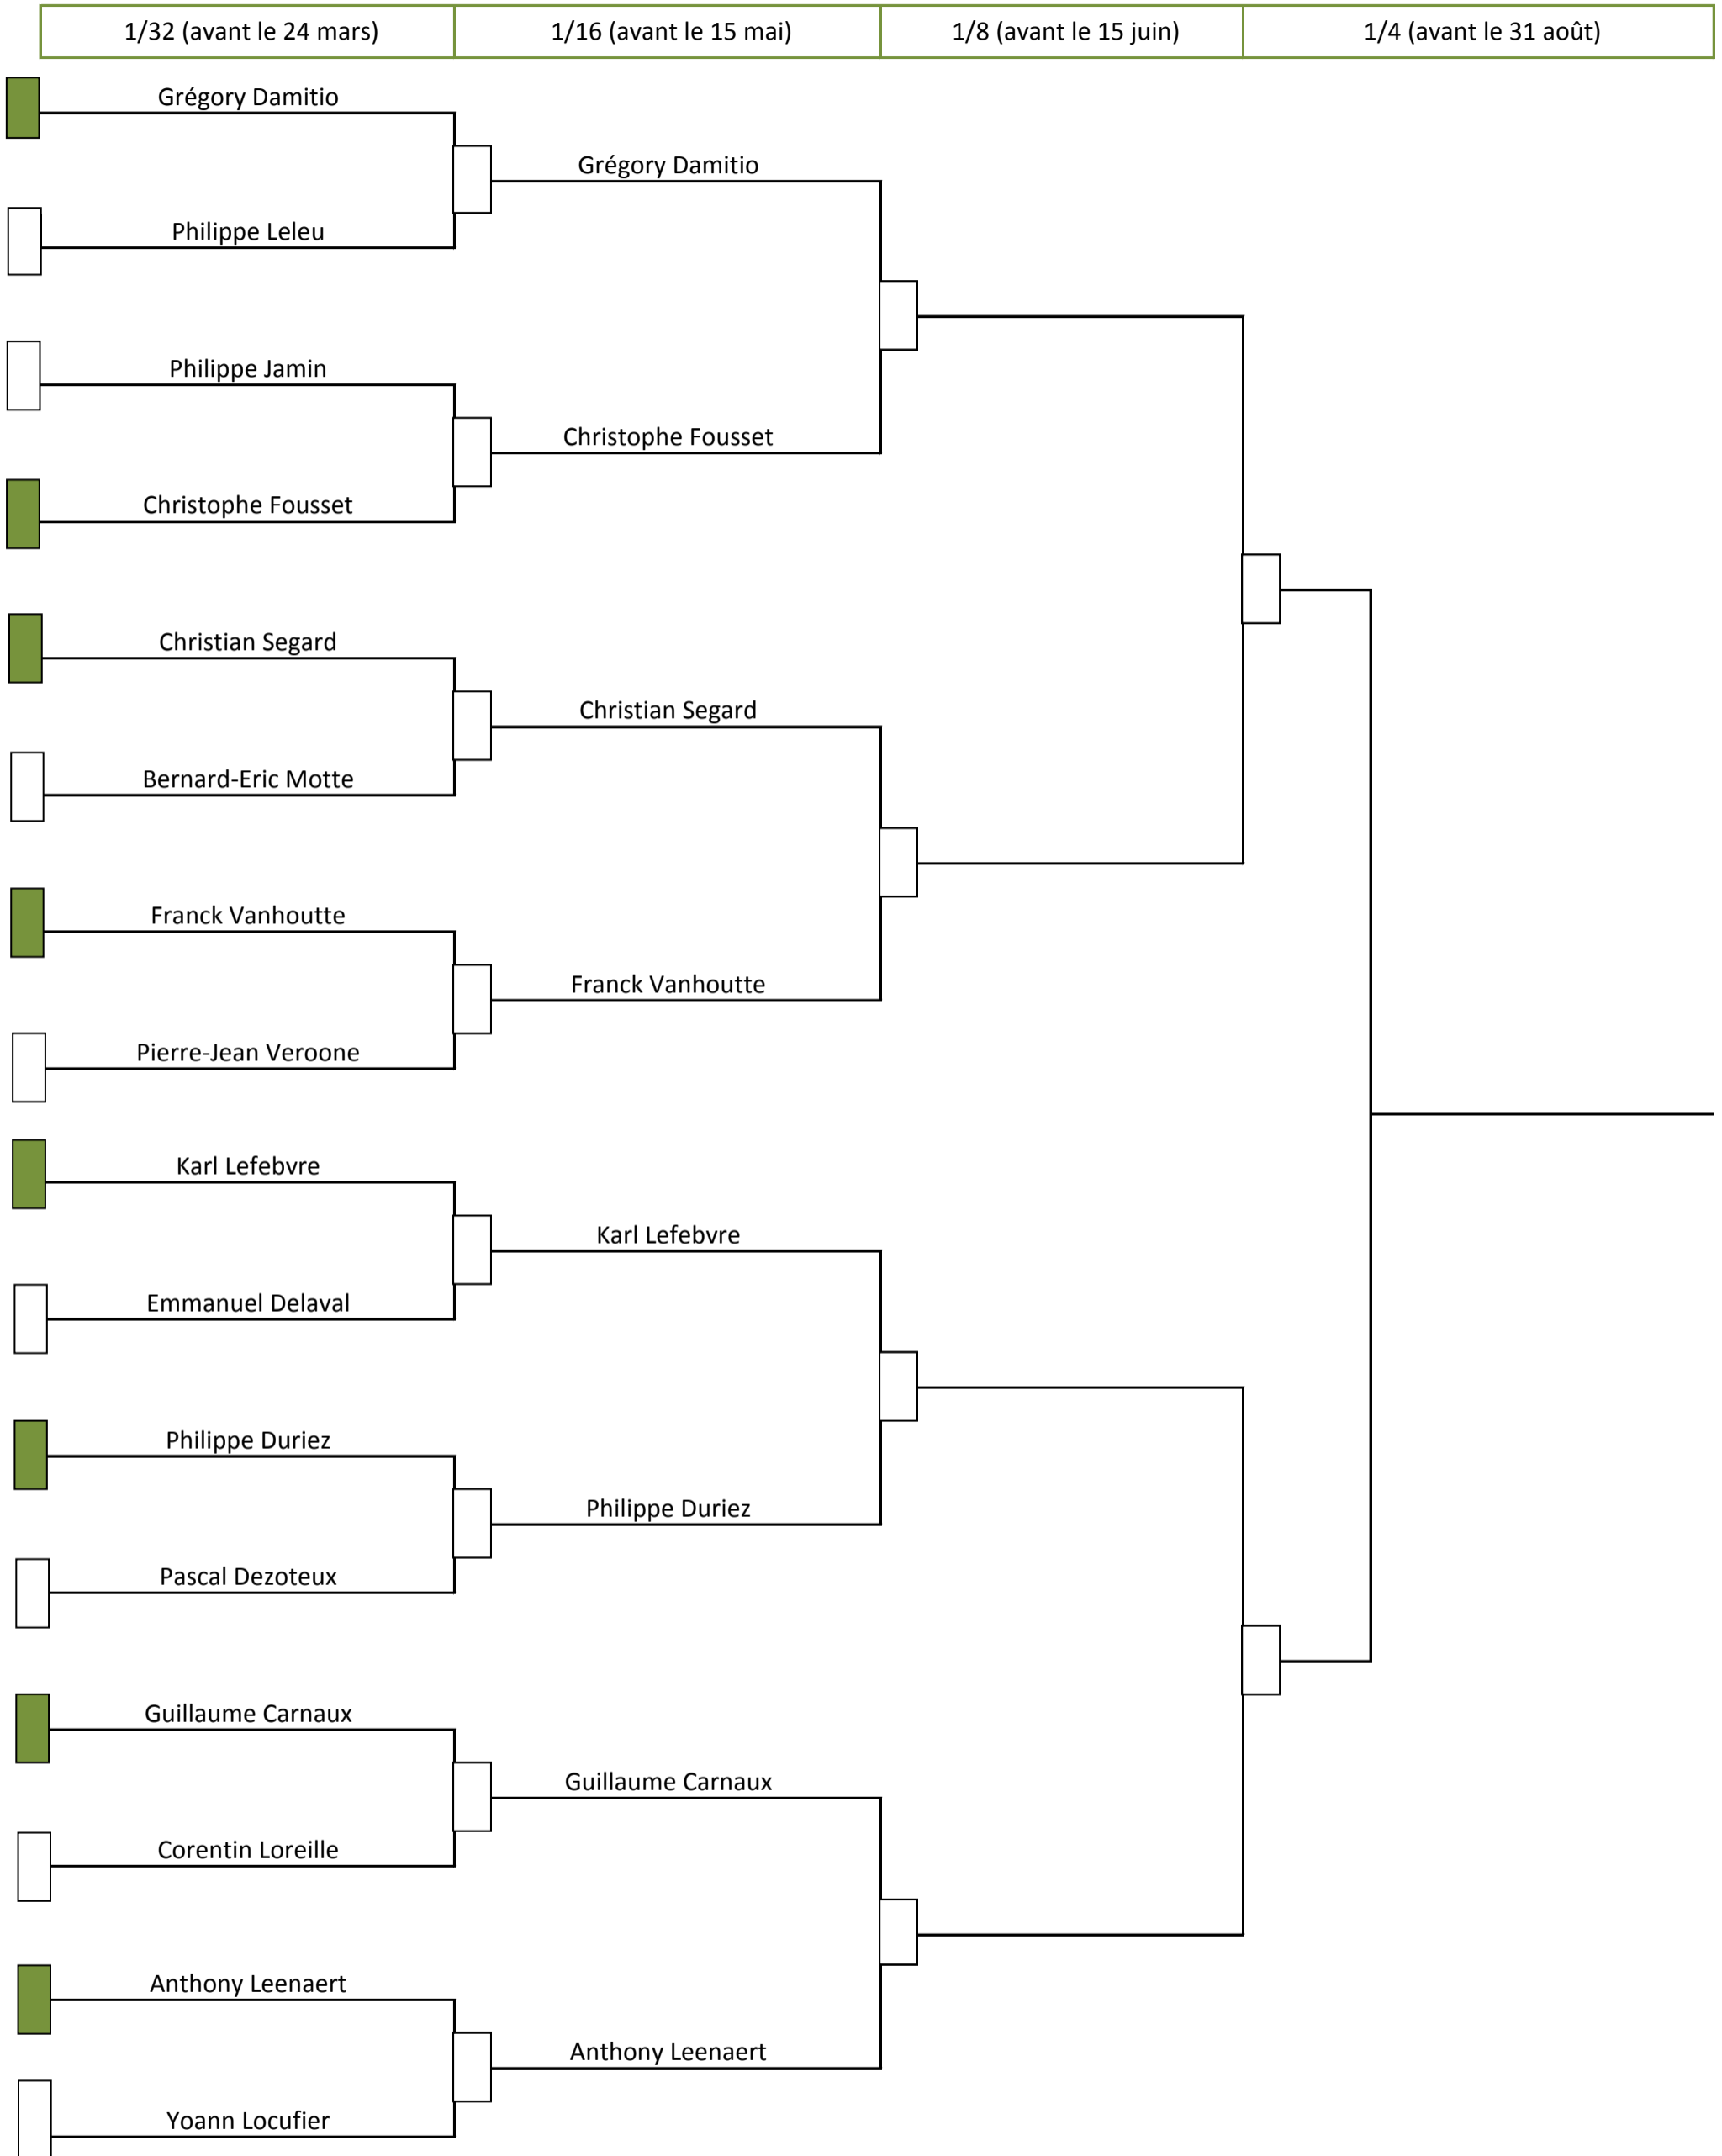 1/32 (avant le 24 mars)
1/16 (avant le 15 mai)
1/8 (avant le 15 juin)
1/4 (avant le 31 août)
Grégory Damitio
Grégory Damitio
Philippe Leleu
Philippe Jamin
Christophe Fousset
Christophe Fousset
Christian Segard
Christian Segard
Bernard-Eric Motte
Franck Vanhoutte
Franck Vanhoutte
Pierre-Jean Veroone
Karl Lefebvre
Karl Lefebvre
Emmanuel Delaval
Philippe Duriez
Philippe Duriez
Pascal Dezoteux
Guillaume Carnaux
Guillaume Carnaux
Corentin Loreille
Anthony Leenaert
Anthony Leenaert
Yoann Locufier